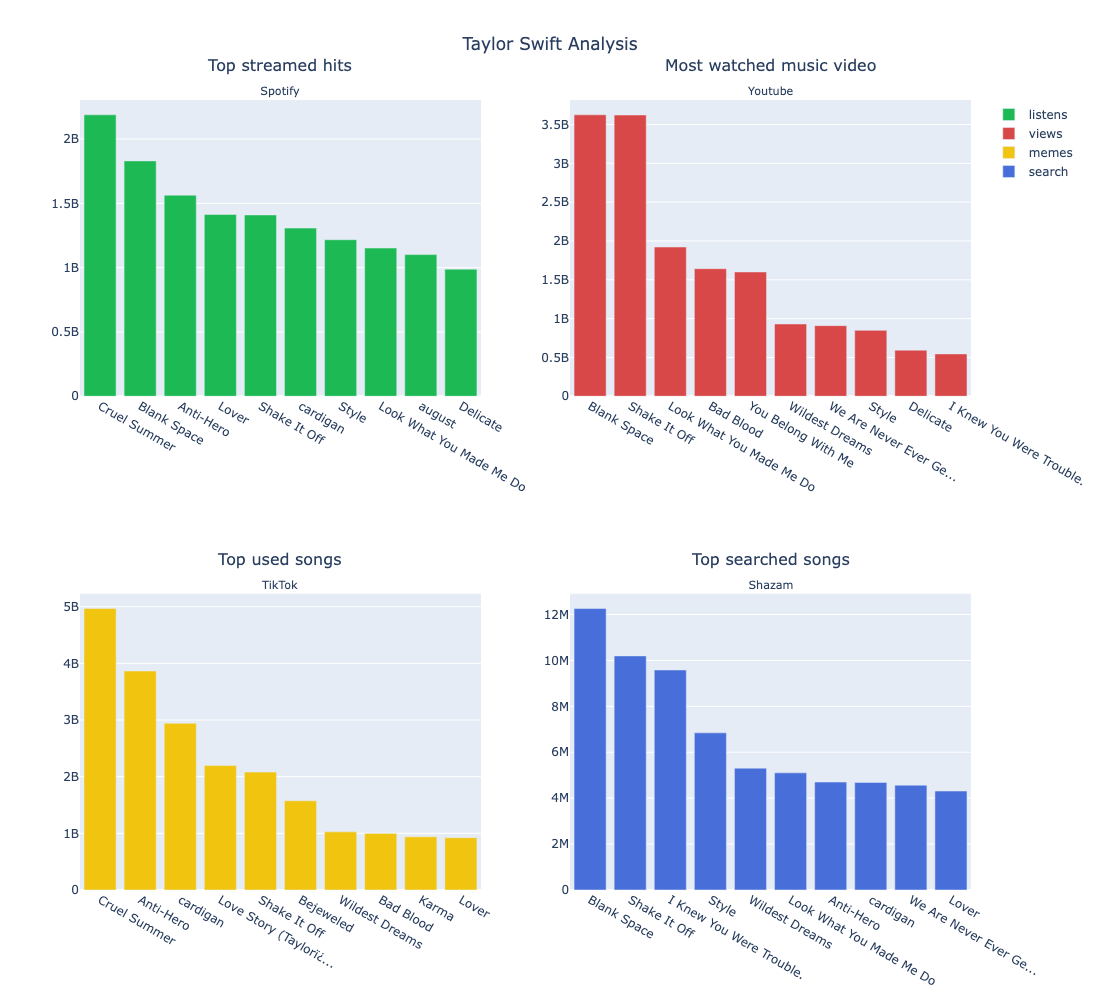 Taylor Swift Analysis
Top streamed hits
Spotify
2B
1.5B
1B
0.5B
0
Cruel Summer
Blank Space
Anti-Hero
Lover
Shake It Off
cardigan
Style
Look What You Made Me Do
august
Delicate
Most watched music video
Youtube
3.5B
3B
2.5B
2B
1.5B
1B
0.5B
0
Blank Space
Shake It Off
Look What You Made Me Do
Bad Blood
You Belong With Me
Wildest Dreams
We Are Never Ever Ge...
Style
Delicate
I Knew You Were Trouble.
listens
views
memes
search
Top used songs
TikTok
5B
4B
3B
2B
1B
0
Cruel Summer
Anti-Hero
cardigan
Love Story (Taylorï¿...
Shake It Off
Bejeweled
Wildest Dreams
Bad Blood
Karma
Lover
Top searched songs
Shazam
12M
10M
8M
6M
4M
2M
0
Blank Space
Shake It Off
I Knew You Were Trouble.
Style
Wildest Dreams
Look What You Made Me Do
Anti-Hero
cardigan
We Are Never Ever Ge...
Lover